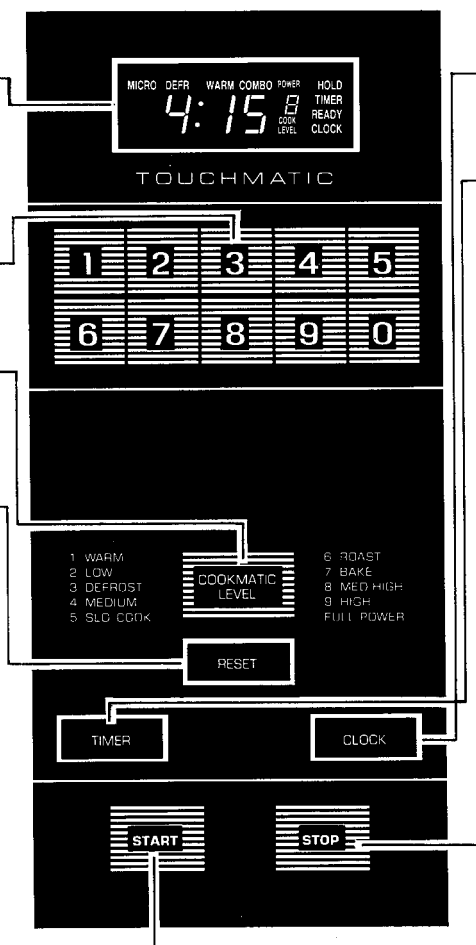 MICRO DEFR WARM COMBO POWER HOLD
TIMER
READY
CLOCK
4:15 8
COOK
LEVEL
TOUCHMATIC
1 2 3 4 5
6 7 8 9 0
1 WARM
2 LOW
3 DEFROST
4 MEDIUM
5 SLO COOK
COOKMATIC
LEVEL
6 ROAST
7 BAKE
8 MED HIGH
9 HIGH
FULL POWER
RESET
TIMER
CLOCK
START
STOP